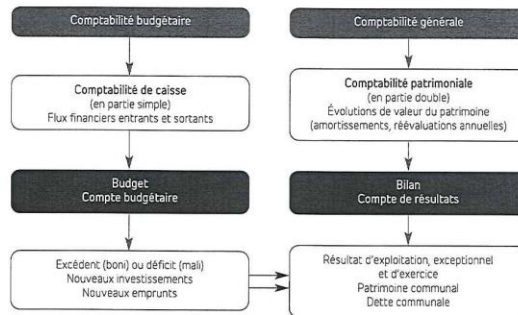 Comptabilité budgétaire
Comptabilité de caisse
(en partie simple)
Flux financiers entrants et sortants
Budget
Compte budgétaire
Excédent (boni) ou déficit (mali)
Nouveaux investissements
Nouveaux emprunts
Comptabilité générale
Comptabilité patrimoniale
(en partie double)
Évolutions de valeur du patrimoine
(amortissements, réévaluations annuelles)
Bilan
Compte de résultats
Résultat d'exploitation, exceptionnel
et d'exercice
Patrimoine communal
Dette communale